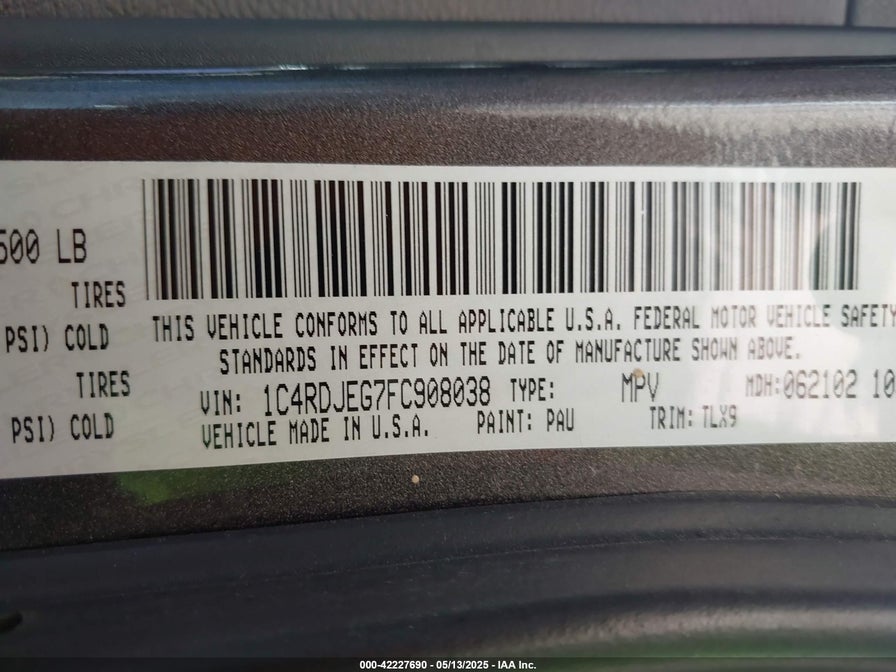 500 LB
TIRES
PSI) COLD
TIRES
PSI) COLD
THIS VEHICLE CONFORMS TO ALL APPLICABLE U.S.A. FEDERAL MOTOR VEHICLE SAFETY
STANDARDS IN EFFECT ON THE DATE OF MANUFACTURE SHOWN ABOVE.
VIN: 1C4RDJEG7FC908038 TYPE: MPV MDH:062102 10
VEHICLE MADE IN U.S.A. PAINT: PAU TRIM: TLX9
000-42227690 - 05/13/2025 - IAA Inc.